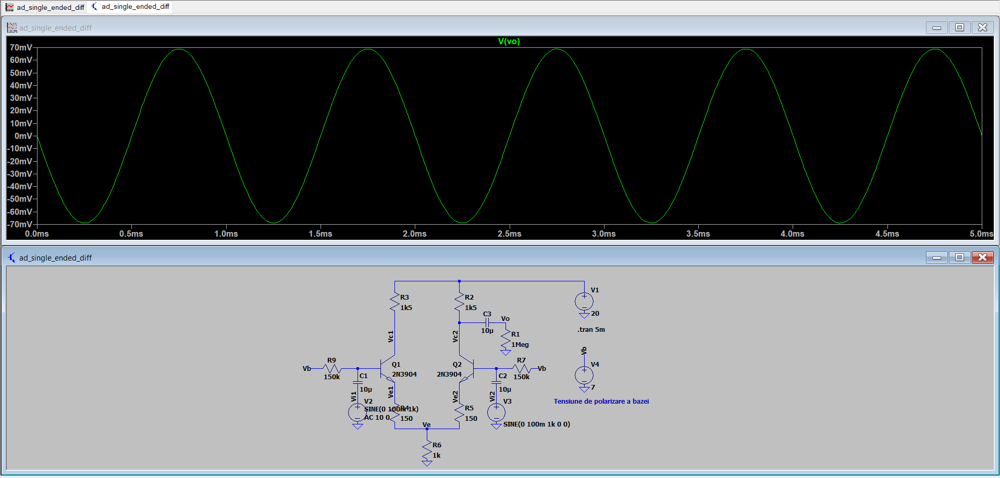 ad_single_ended_diff
ad_single_ended_diff
ad_single_ended_diff
V(vo)
70mV
60mV
50mV
40mV
30mV
20mV
10mV
0mV
-10mV
-20mV
-30mV
-40mV
-50mV
-60mV
-70mV
0.0ms
0.5ms
1.0ms
1.5ms
2.0ms
2.5ms
3.0ms
3.5ms
4.0ms
4.5ms
5.0ms
ad_single_ended_diff
R3
1k5
R2
1k5
V1
20
C3
10µ
Vo
R1
1Meg
.tran 5m
Vc1
Vc2
Vb
R9
150k
Q1
2N3904
Q2
2N3904
R7
150k
Vb
Vb
V4
7
C1
10µ
C2
10µ
Ve1
Ve2
Vi1
Vi2
V2
SINE(0 100m 1k)
AC 10 0
R4
150
R5
150
V3
SINE(0 100m 1k 0 0)
Tensiune de polarizare a bazei
Ve
R6
1k